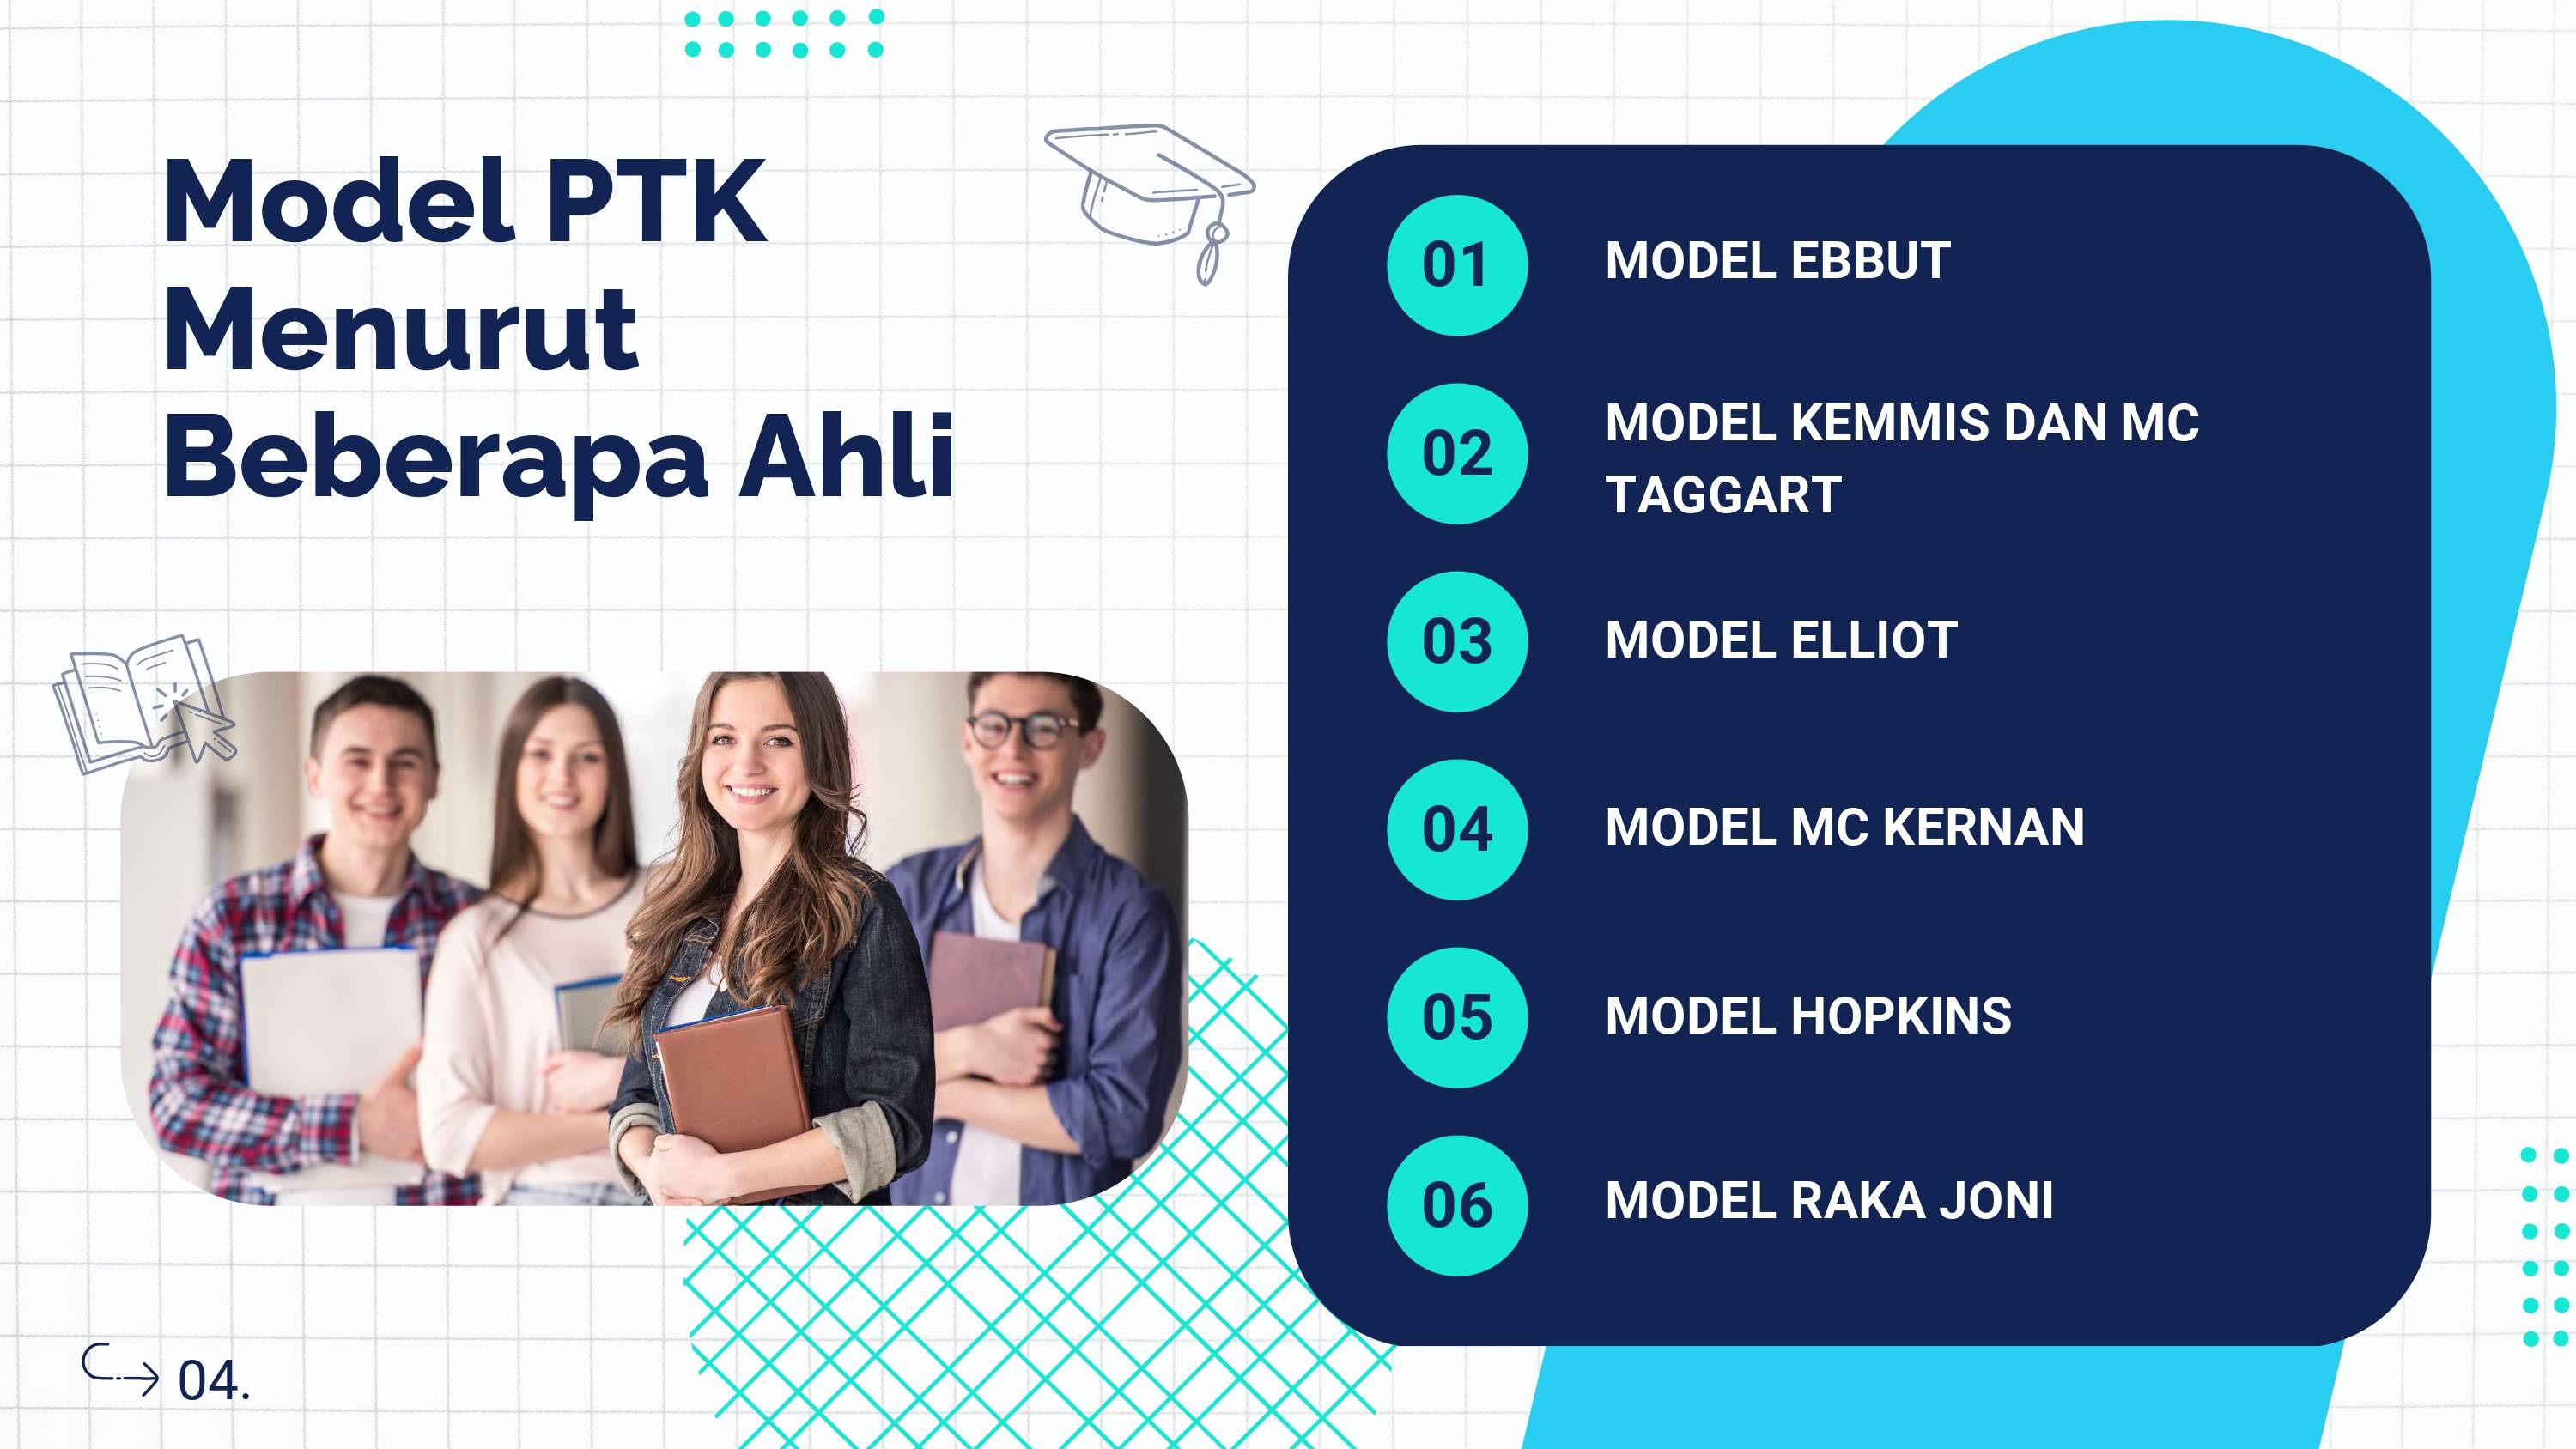 Model PTK
Menurut
Beberapa Ahli
01
MODEL EBBUT
02
MODEL KEMMIS DAN MC
TAGGART
03
MODEL ELLIOT
04
MODEL MC KERNAN
05
MODEL HOPKINS
06
MODEL RAKA JONI
04.